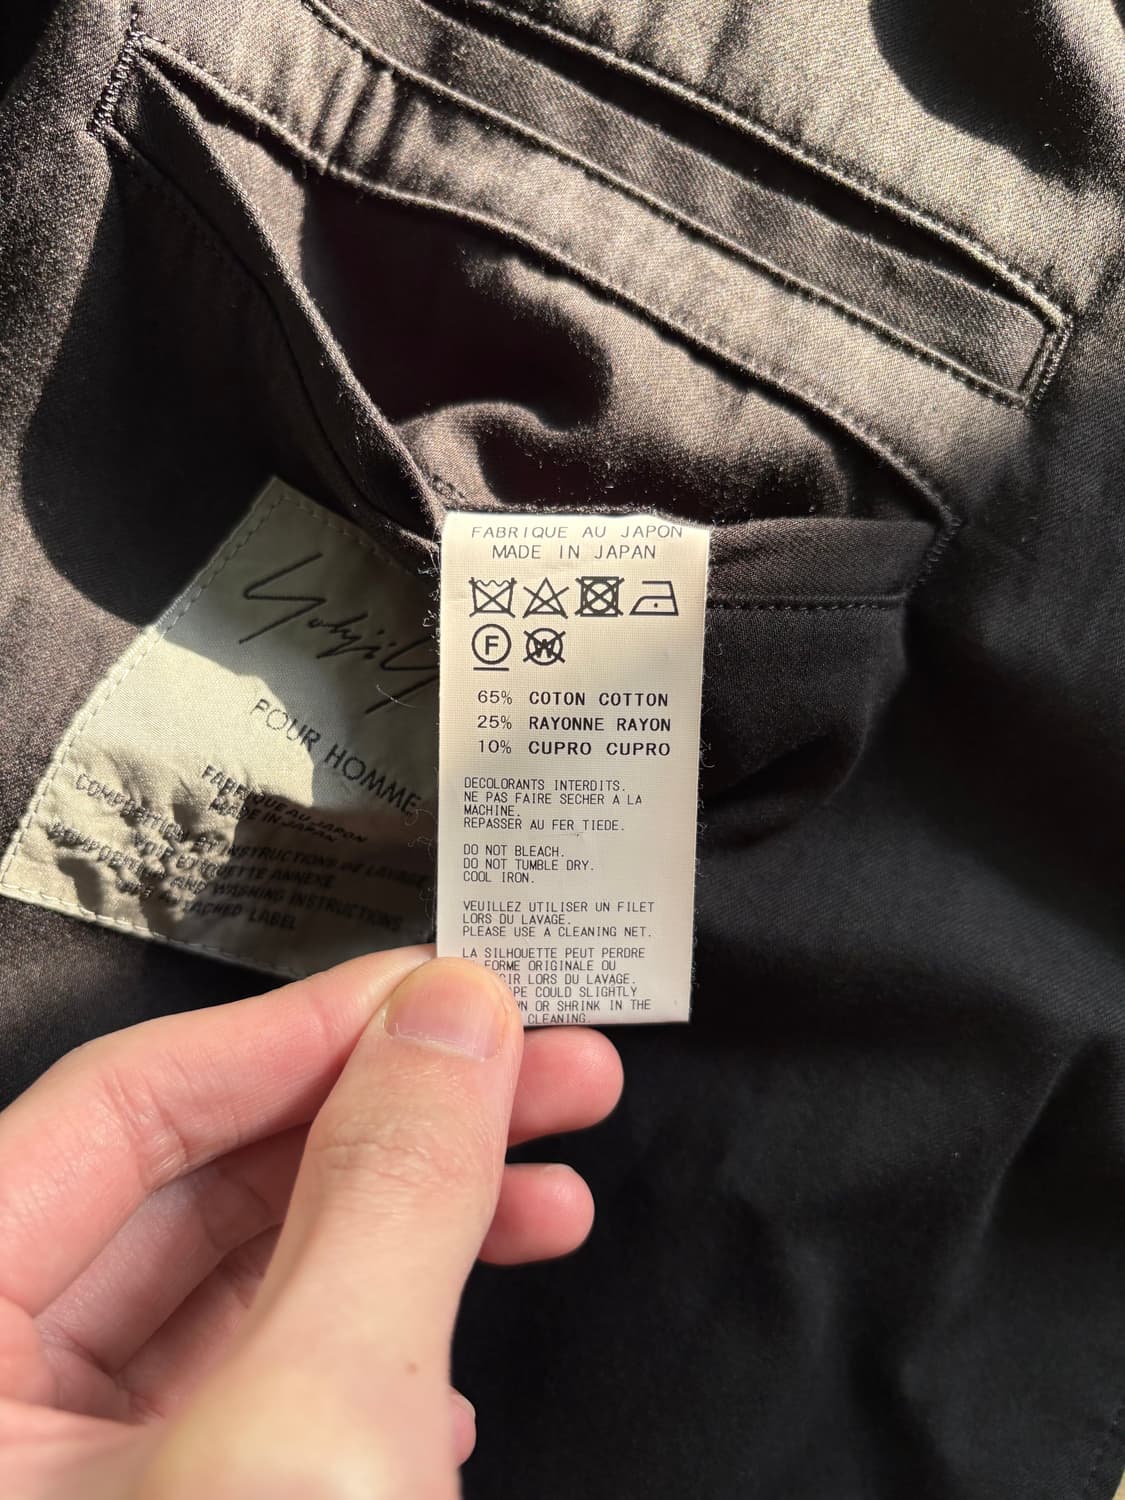 FABRIQUE AU JAPON
MADE IN JAPAN
F
W
65% COTON COTTON
25% RAYONNE RAYON
10% CUPRO CUPRO
DECOLORANTS INTERDITS.
NE PAS FAIRE SECHER A LA
MACHINE.
REPASSER AU FER TIEDE.
DO NOT BLEACH.
DO NOT TUMBLE DRY.
COOL IRON.
VEUILLEZ UTILISER UN FILET
LORS DU LAVAGE.
PLEASE USE A CLEANING NET.
LA SILHOUETTE PEUT PERDRE
FORME ORIGINALE OU
LORS DU LAVAGE.
COULD SLIGHTLY
OR SHRINK IN THE
CLEANING.
Yohji Y
POUR HOMME
FABRIQUE AU JAPON
MADE IN JAPAN
COMPOSITION ET INSTRUCTIONS DE LAVAGE
VOIR ETIQUETTE ANNEXE
COMPOSITION AND WASHING INSTRUCTIONS
LABEL